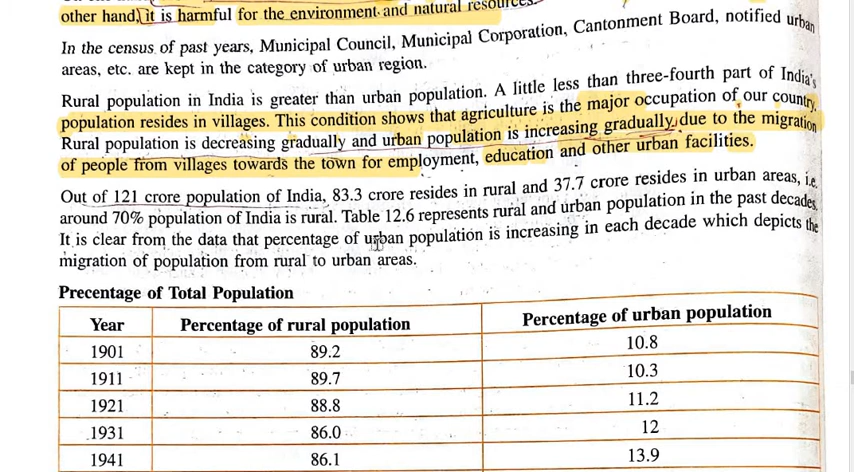 other hand, it is harmful for the environment and natural resources.
In the census of past years, Municipal Council, Municipal Corporation, Cantonment Board, notified urban
areas, etc. are kept in the category of urban region.
Rural population in India is greater than urban population. A little less than three-fourth part of India's
population resides in villages. This condition shows that agriculture is the major occupation of our country.
Rural population is decreasing gradually and urban population is increasing gradually due to the migration
of people from villages towards the town for employment, education and other urban facilities.
Out of 121 crore population of India, 83.3 crore resides in rural and 37.7 crore resides in urban areas, i.e.
around 70% population of India is rural. Table 12.6 represents rural and urban population in the past decades.
It is clear from the data that percentage of urban population is increasing in each decade which depicts the
migration of population from rural to urban areas.
Precentage of Total Population
Year Percentage of rural population Percentage of urban population
1901 89.2 10.8
1911 89.7 10.3
1921 88.8 11.2
1931 86.0 12
1941 86.1 13.9